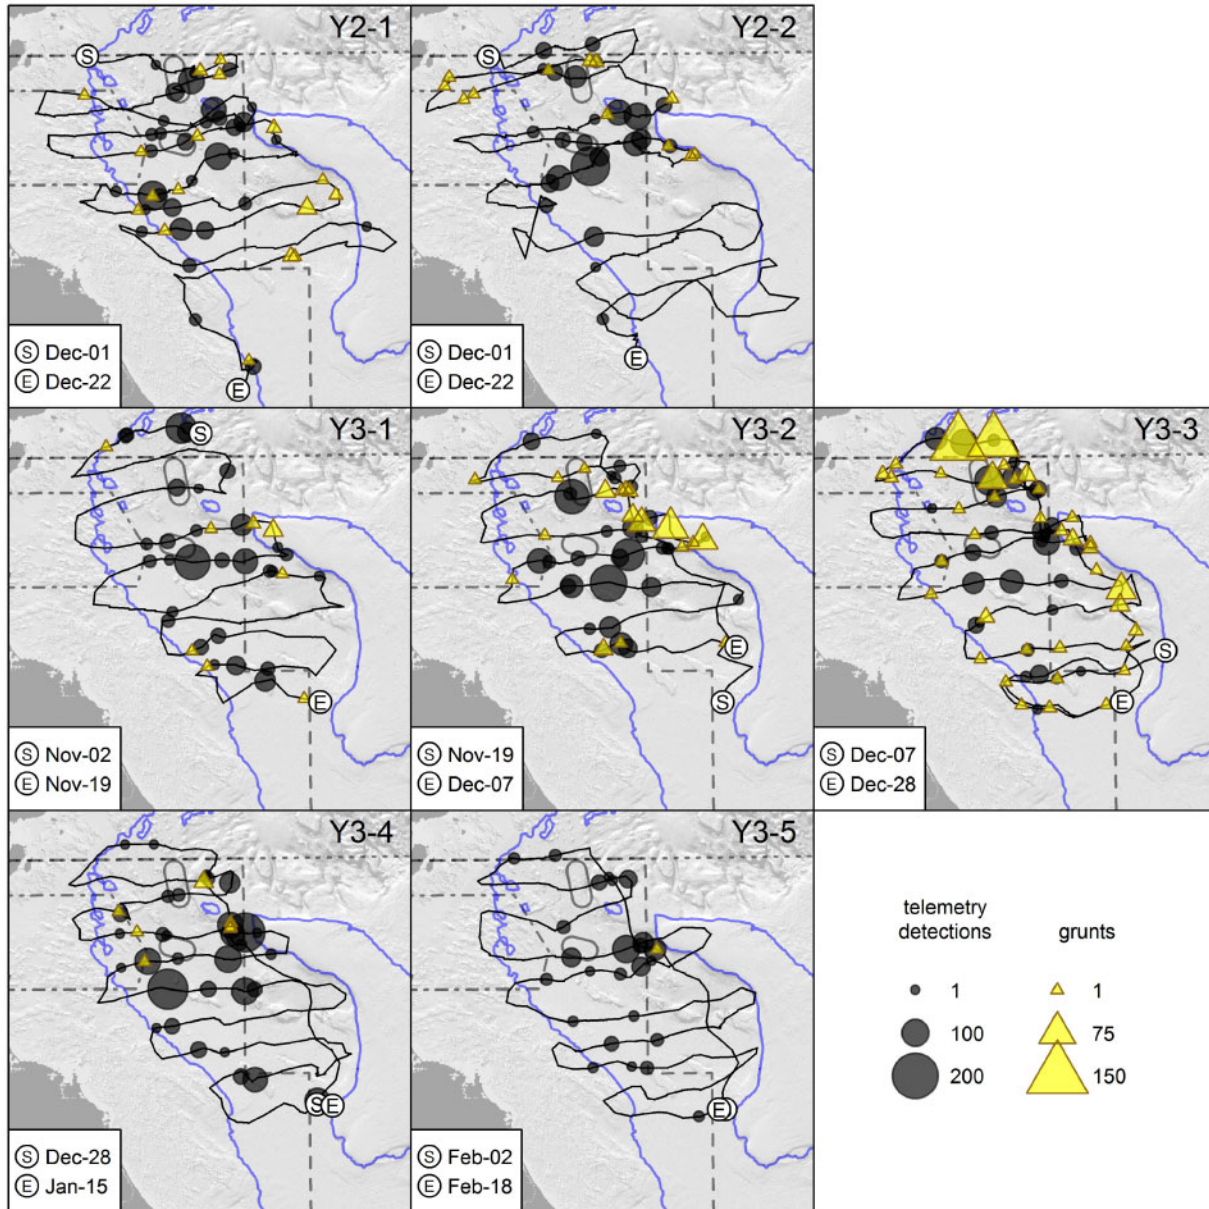 Y2-1
S
E
S Dec-01
E Dec-22
Y2-2
S
E
S Dec-01
E Dec-22
Y3-1
S
E
S Nov-02
E Nov-19
Y3-2
E
S
S Nov-19
E Dec-07
Y3-3
S
E
S Dec-07
E Dec-28
Y3-4
S E
S Dec-28
E Jan-15
Y3-5
E
S Feb-02
E Feb-18
telemetry
detections grunts
1 1
100 75
200 150